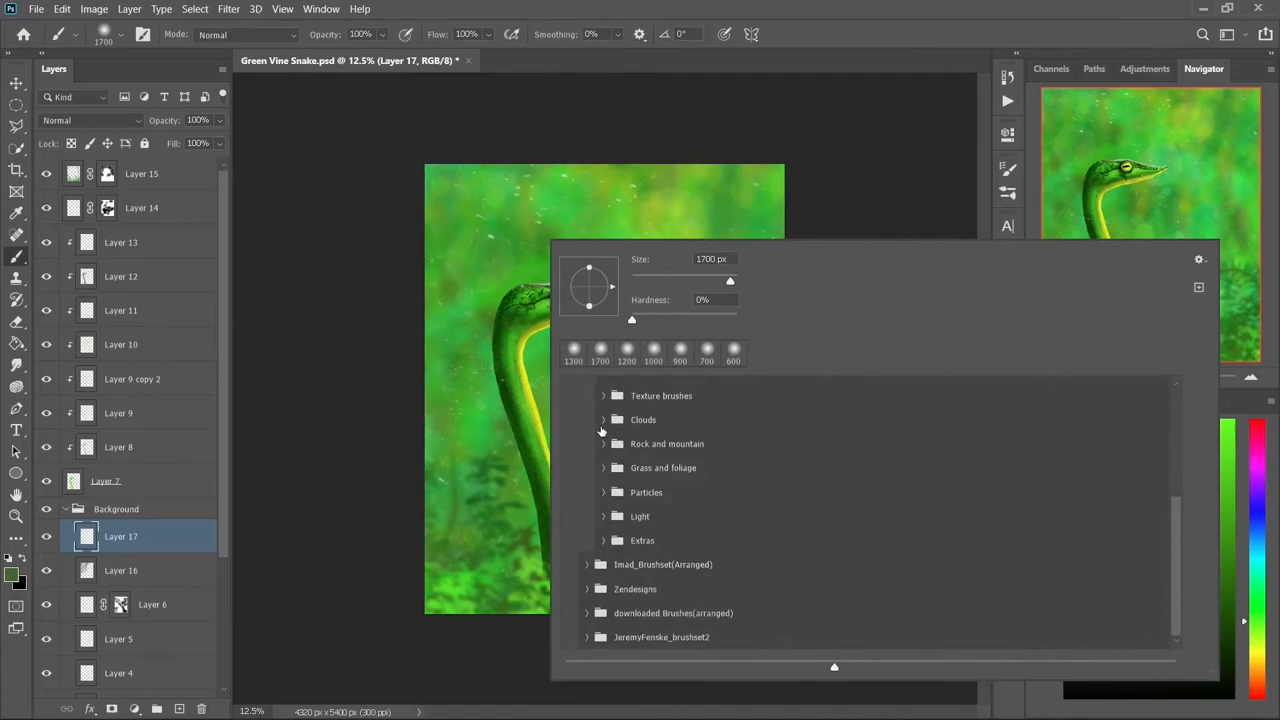 Ps File Edit Image Layer Type Select Filter 3D View Window Help
1700 Mode: Normal Opacity: 100% Flow: 100% Smoothing: 0% 0°
Layers
Green Vine Snake.psd @ 12.5% (Layer 17, RGB/8) *
Channels Paths Adjustments Navigator
Kind
Normal Opacity: 100%
Lock: Fill: 100%
Layer 15
Layer 14
Layer 13
Layer 12
Layer 11
Layer 10
Layer 9 copy 2
Layer 9
Layer 8
Layer 7
Background
Layer 17
Layer 16
Layer 6
Layer 5
Layer 4
Size: 1700 px
Hardness: 0%
1300 1700 1200 1000 900 700 600
Texture brushes
Clouds
Rock and mountain
Grass and foliage
Particles
Light
Extras
Imad_Brushset(Arranged)
Zendesigns
downloaded Brushes(arranged)
JeremyFenske_brushset2
fx
12.5% 4320 px x 5400 px (300 ppi)